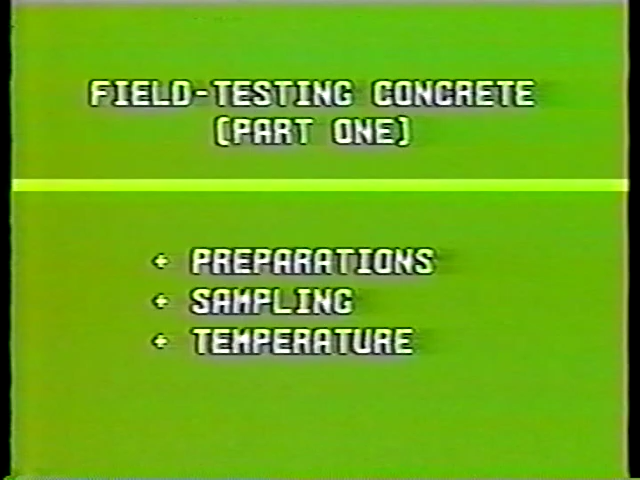 FIELD-TESTING CONCRETE
(PART ONE)
+ PREPARATIONS
+ SAMPLING
+ TEMPERATURE